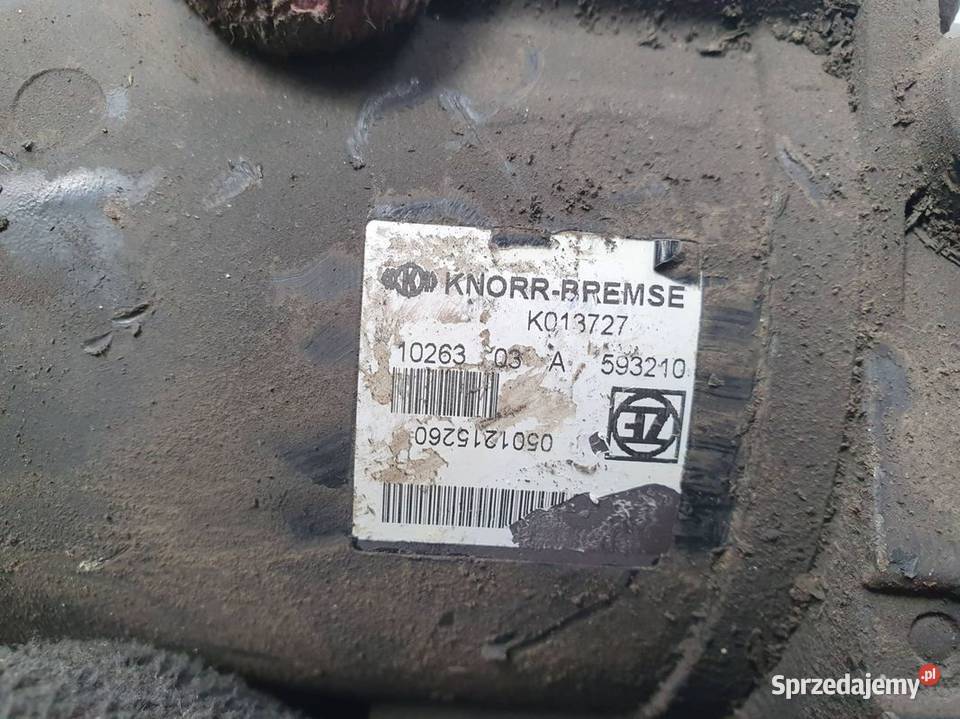 KNORR-BREMSE
K013727
10263 03 A 593210
ZF
0501215260
Sprzedajemy.pl